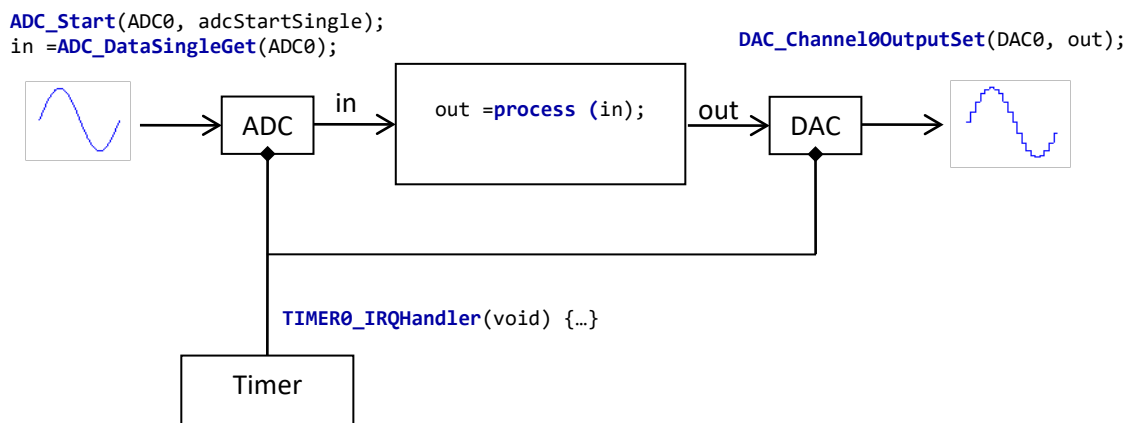 ADC_Start(ADC0, adcStartSingle);
in =ADC_DataSingleGet(ADC0);
DAC_Channel0OutputSet(DAC0, out);
ADC
in
out =process (in);
out
DAC
TIMER0_IRQHandler(void) {…}
Timer